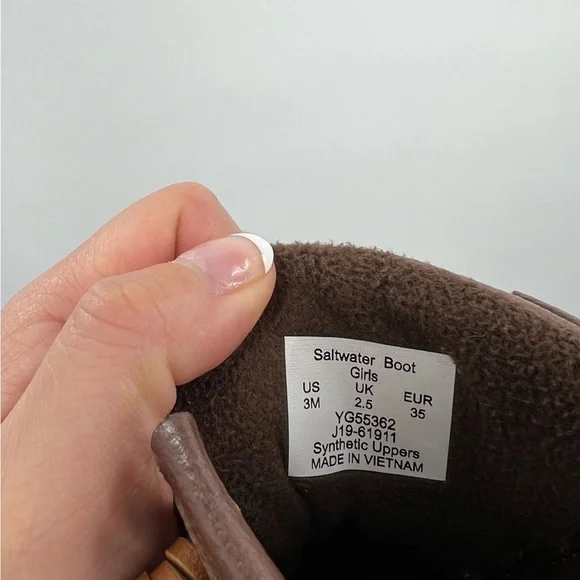 Saltwater Boot
Girls
US UK EUR
3M 2.5 35
YG55362
J19-61911
Synthetic Uppers
MADE IN VIETNAM